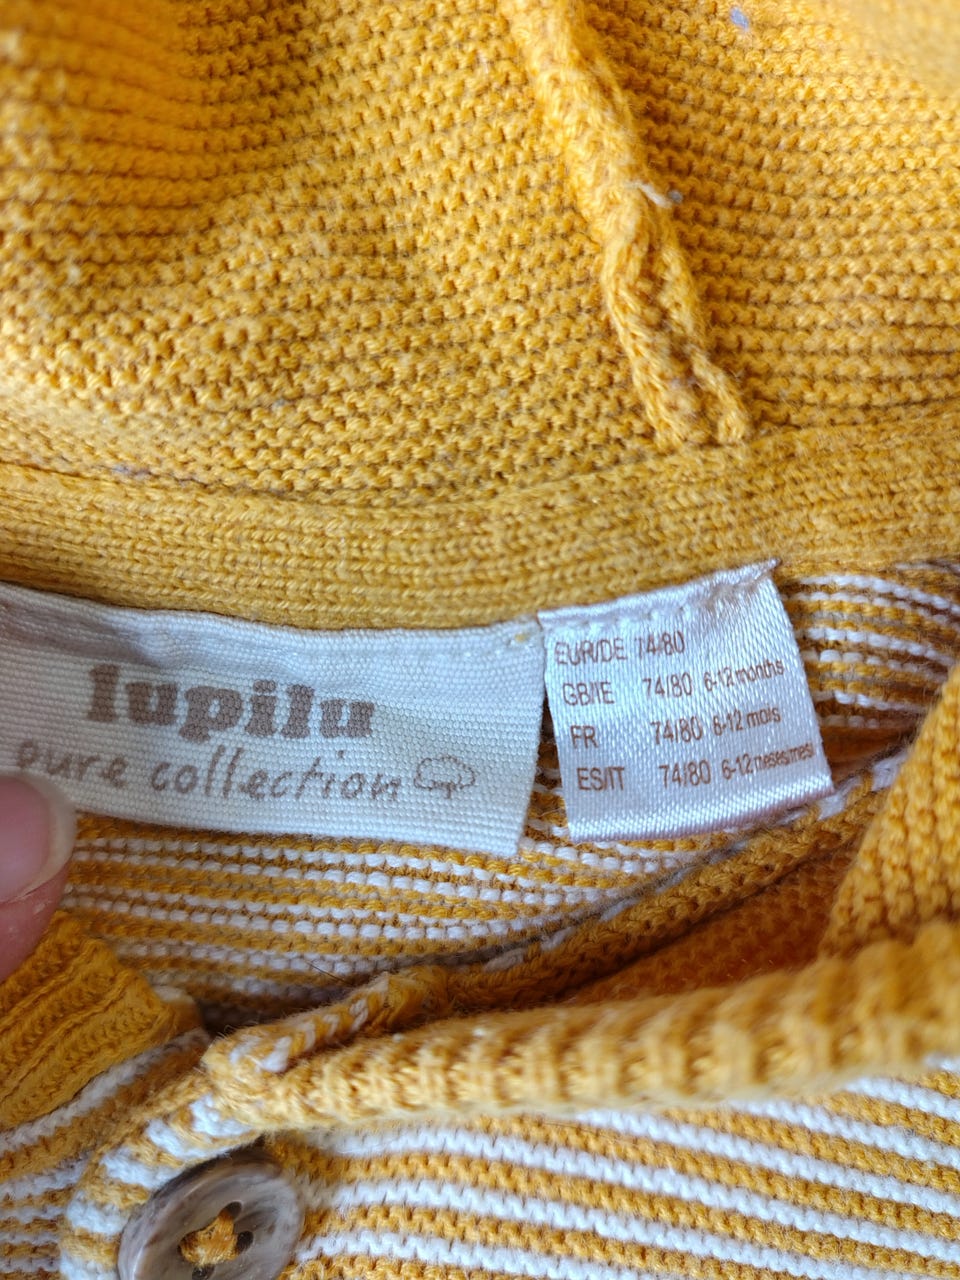 lupilu
pure collection
EUR/DE 74/80
GB/IE 74/80 6-12 months
FR 74/80 6-12 mois
ES/IT 74/80 6-12 meses/mesi